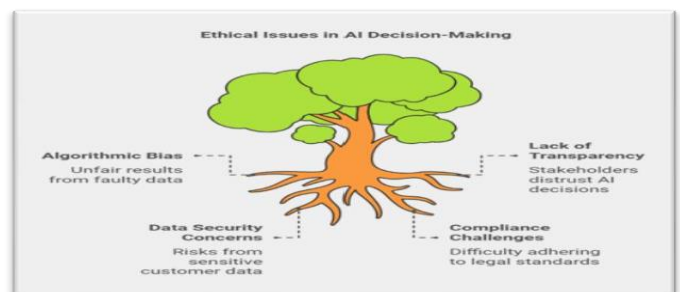 Ethical Issues in AI Decision-Making
Algorithmic Bias
Unfair results
from faulty data
Lack of
Transparency
Stakeholders
distrust AI
decisions
Data Security
Concerns
Risks from
sensitive
customer data
Compliance
Challenges
Difficulty adhering
to legal standards